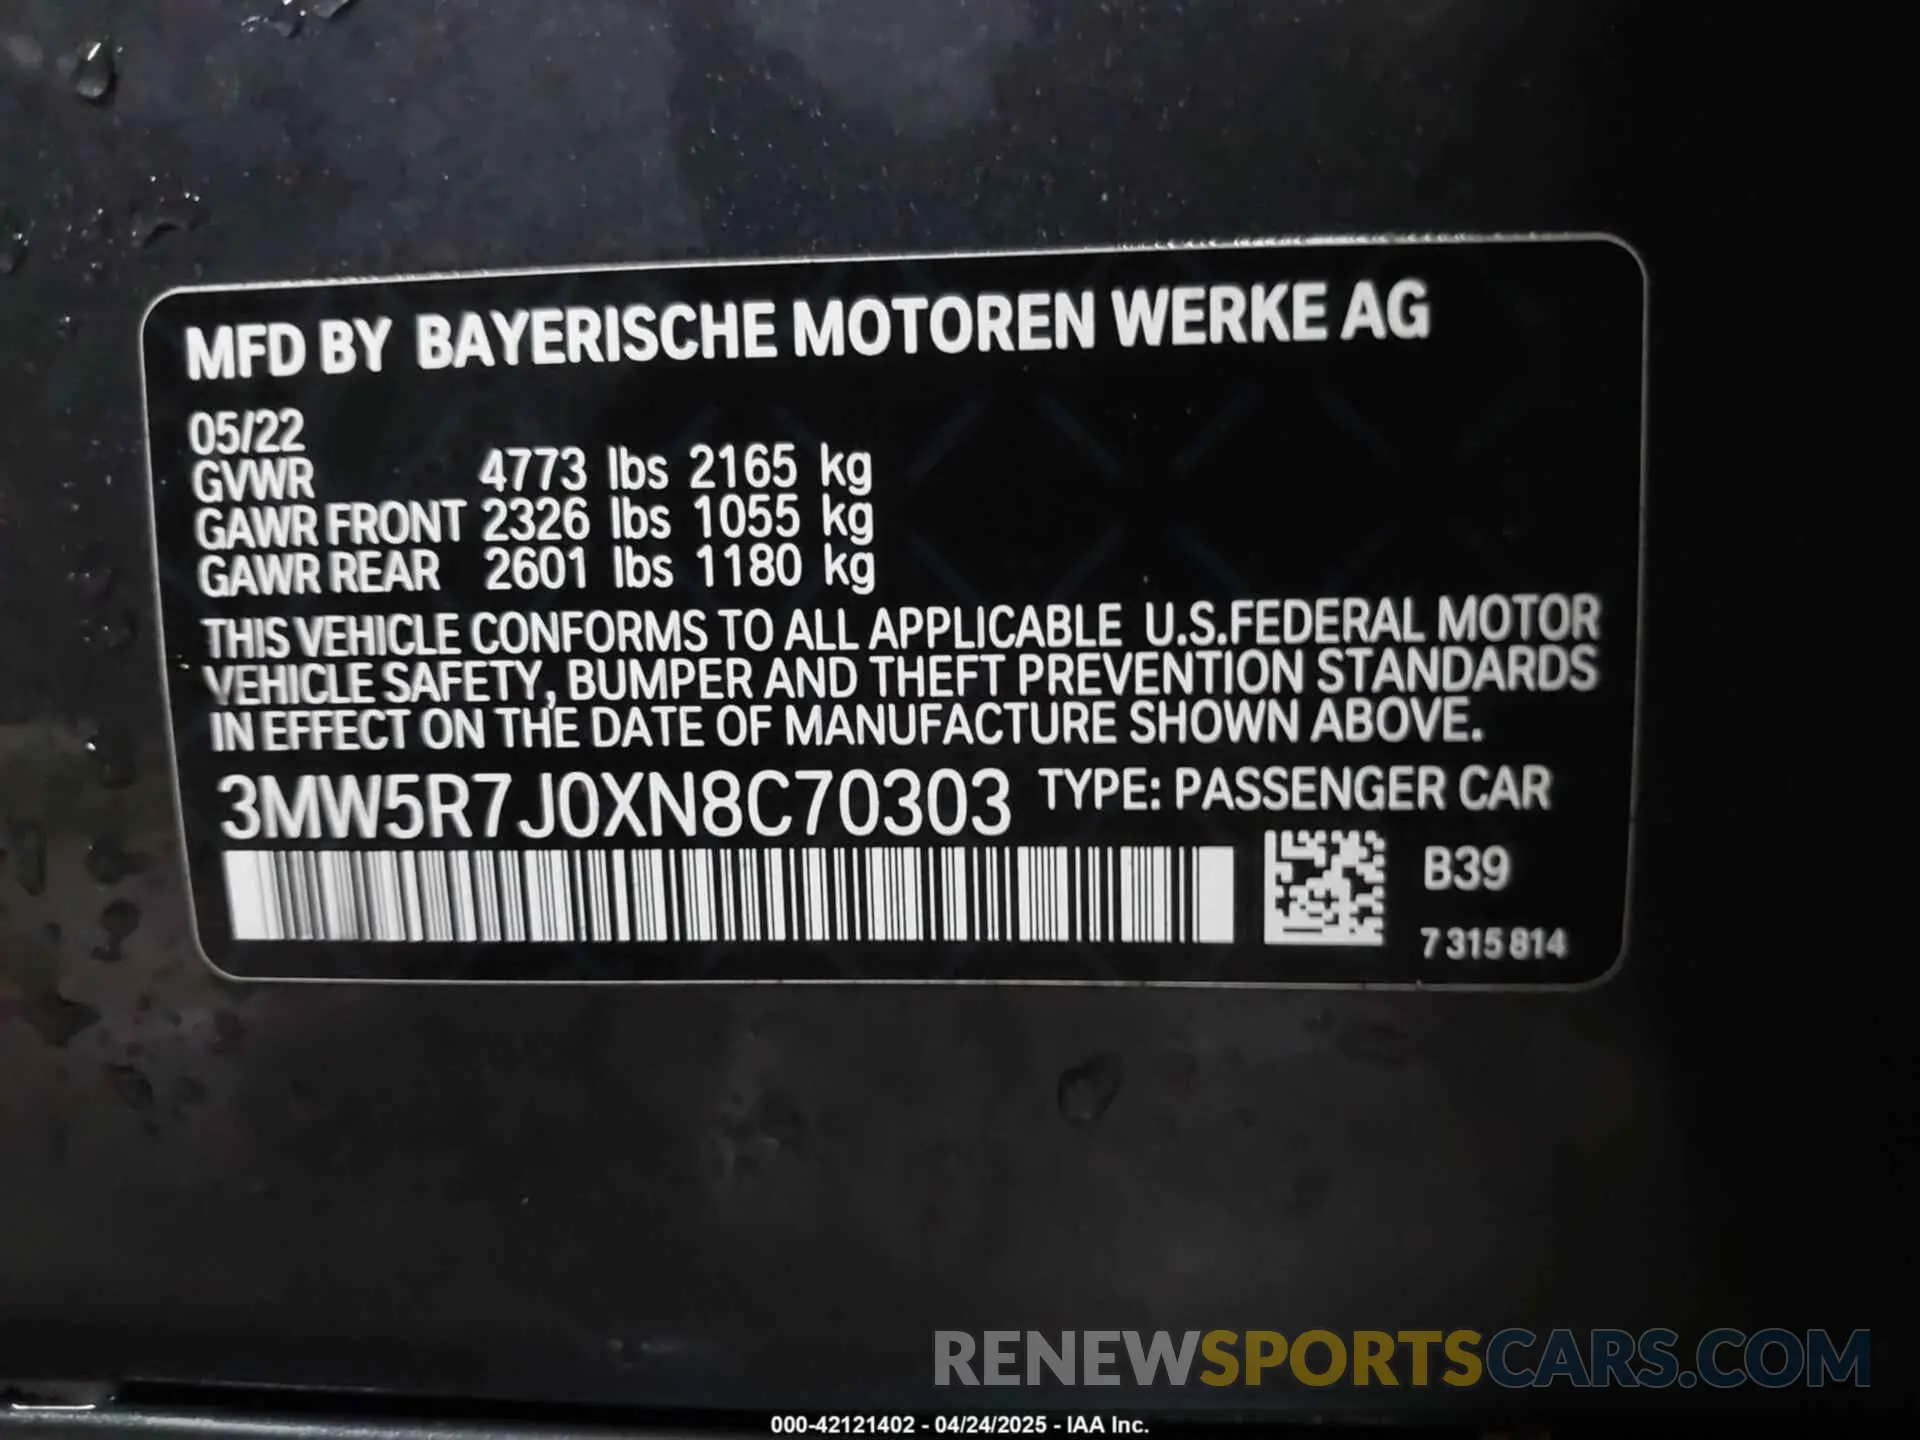 MFD BY BAYERISCHE MOTOREN WERKE AG
05/22
GVWR 4773 lbs 2165 kg
GAWR FRONT 2326 lbs 1055 kg
GAWR REAR 2601 lbs 1180 kg
THIS VEHICLE CONFORMS TO ALL APPLICABLE U.S.FEDERAL MOTOR
VEHICLE SAFETY, BUMPER AND THEFT PREVENTION STANDARDS
IN EFFECT ON THE DATE OF MANUFACTURE SHOWN ABOVE.
3MW5R7J0XN8C70303 TYPE: PASSENGER CAR
B39
7 315 814
RENEWSPORTSCARS.COM
000-42121402 - 04/24/2025 - IAA Inc.